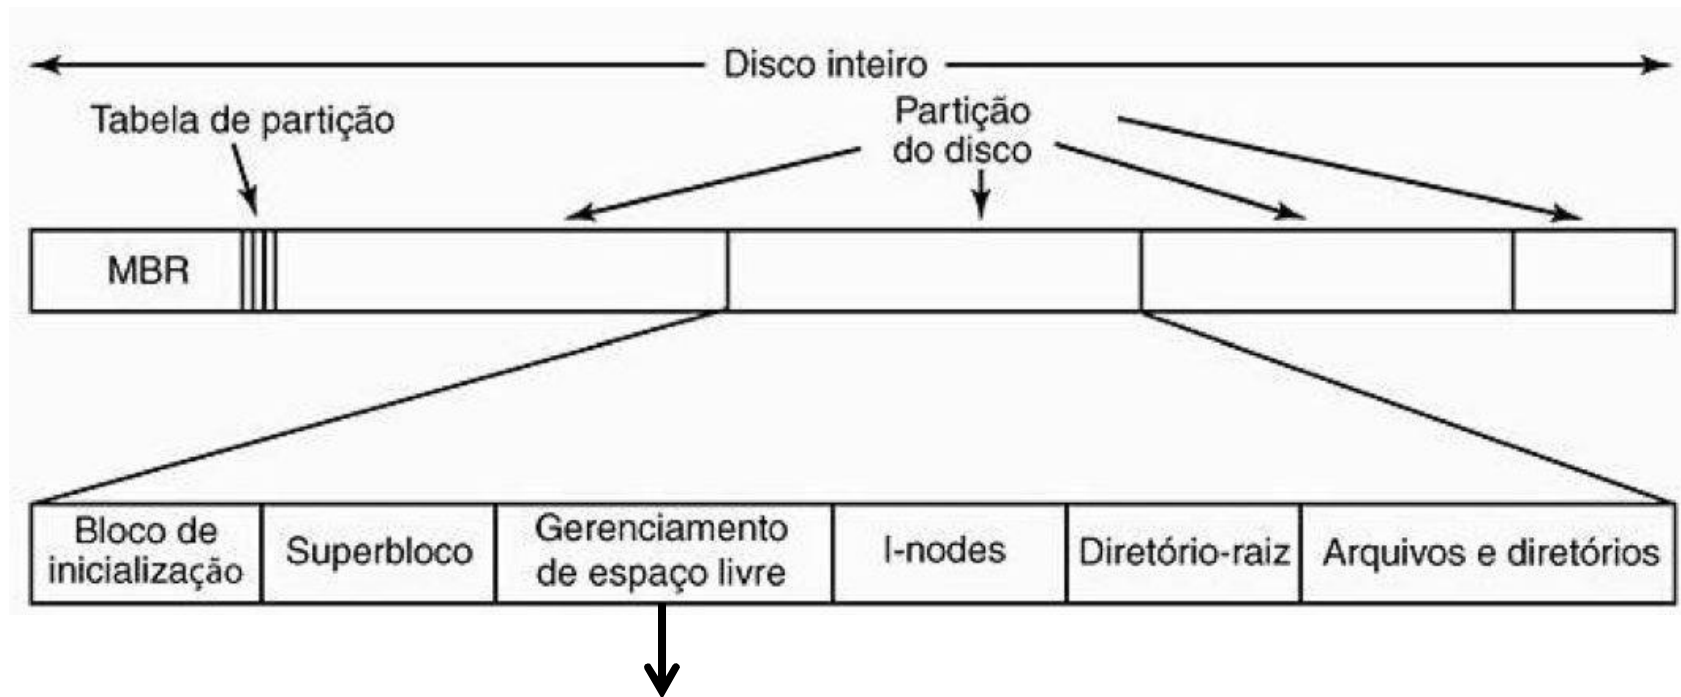 Disco inteiro
Tabela de partição
Partição
do disco
MBR
Bloco de
inicialização
Superbloco
Gerenciamento
de espaço livre
I-nodes
Diretório-raiz
Arquivos e diretórios